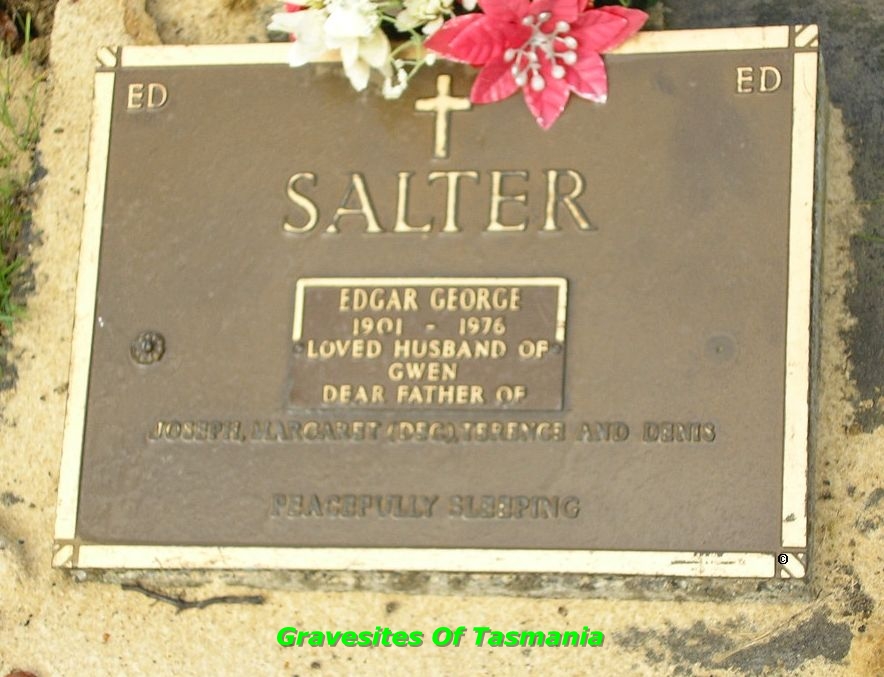 ED ED
SALTER
EDGAR GEORGE
1901 - 1976
LOVED HUSBAND OF
GWEN
DEAR FATHER OF
JOSEPH, MARGARET (DEC), TERENCE AND DENIS
PEACEFULLY SLEEPING
©
Gravesites Of Tasmania